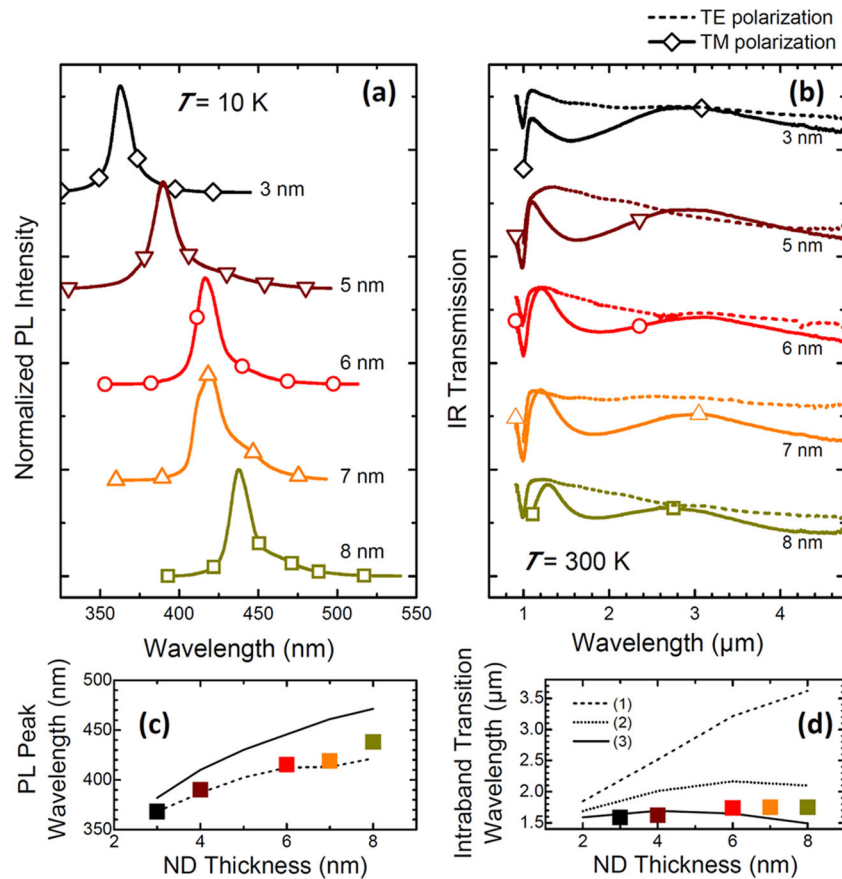 TE polarization
TM polarization
(a)
T = 10 K
3 nm
5 nm
6 nm
7 nm
8 nm
Normalized PL Intensity
350 400 450 500 550
Wavelength (nm)
(b)
3 nm
5 nm
6 nm
7 nm
8 nm
T = 300 K
IR Transmission
1 2 3 4
Wavelength (µm)
(c)
PL Peak
Wavelength (nm)
500
450
400
350
2 4 6 8
ND Thickness (nm)
(d)
(1)
(2)
(3)
Intraband Transition
Wavelength (µm)
3.5
3.0
2.5
2.0
1.5
2 4 6 8
ND Thickness (nm)